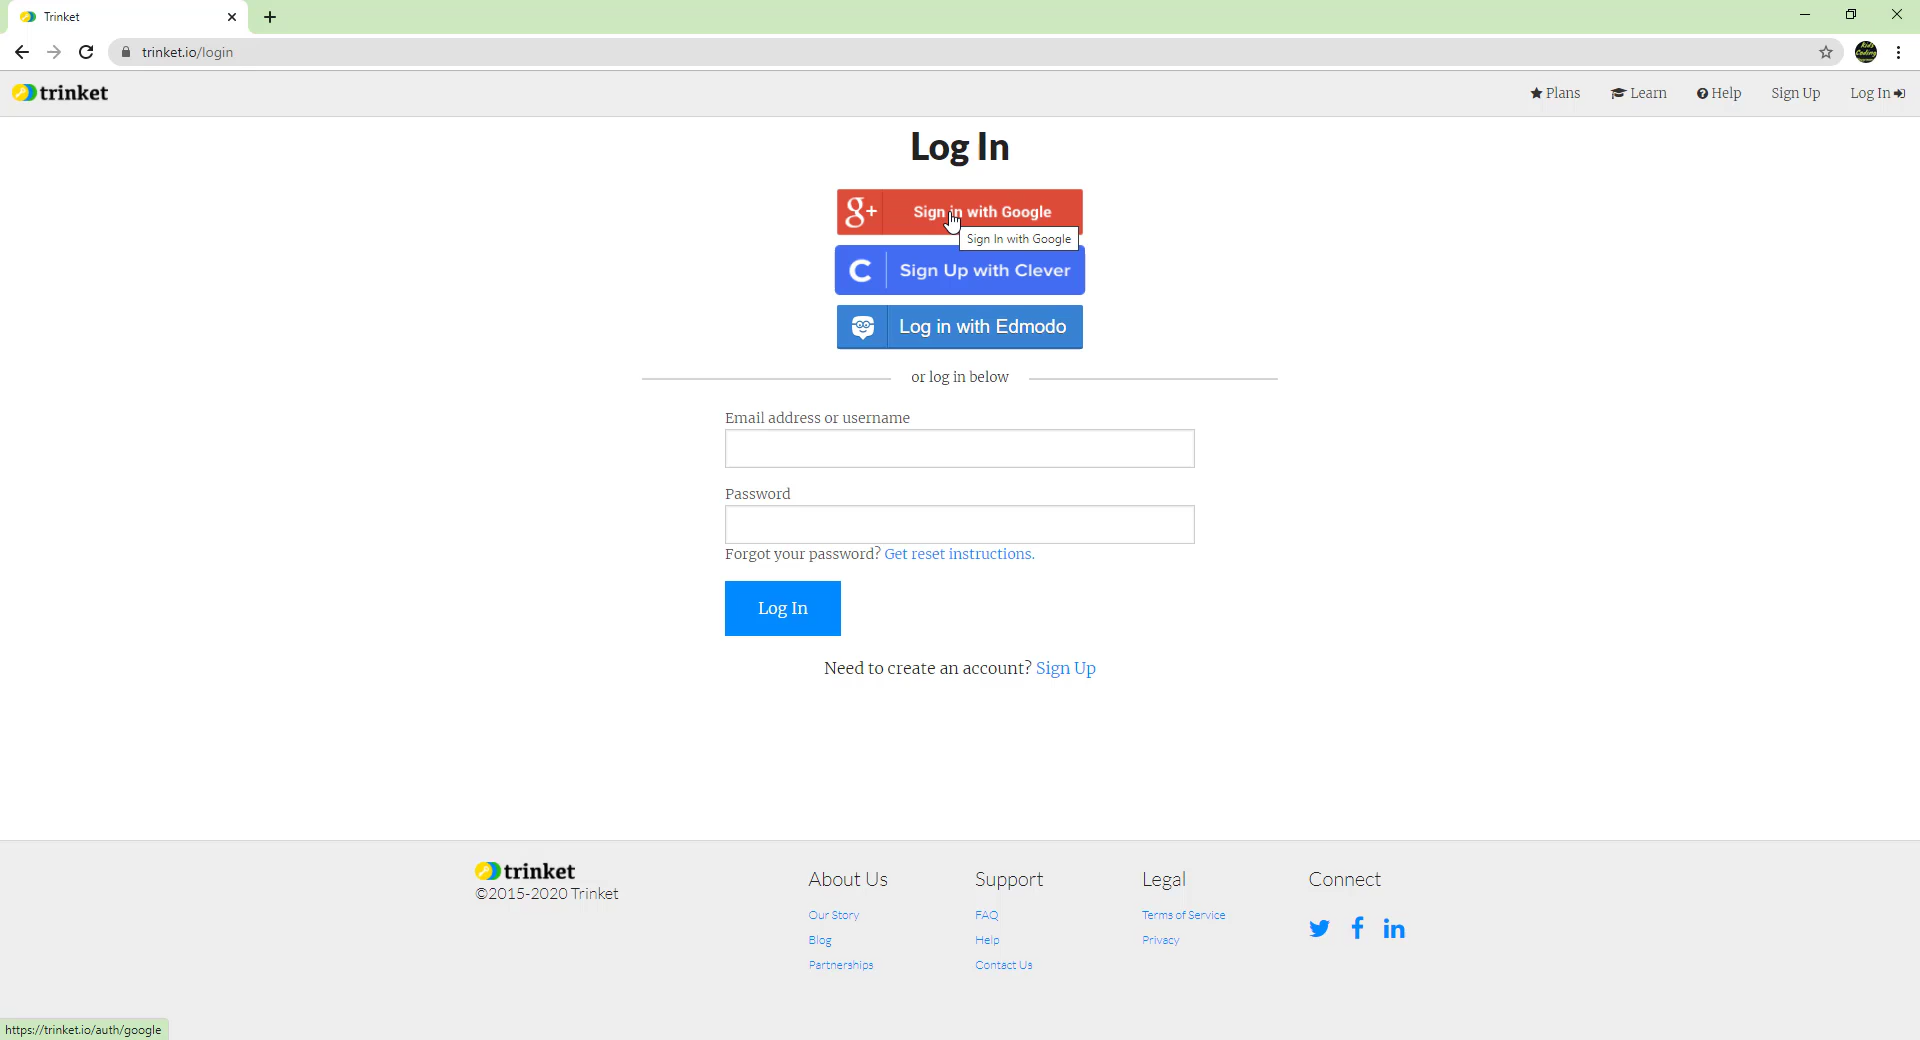 Trinket
trinket.io/login
trinket
Plans
Learn
Help
Sign Up
Log In
Log In
g+ Sign in with Google
Sign In with Google
C Sign Up with Clever
Log in with Edmodo
or log in below
Email address or username
Password
Forgot your password? Get reset instructions.
Log In
Need to create an account? Sign Up
trinket
©2015-2020 Trinket
About Us
Our Story
Blog
Partnerships
Support
FAQ
Help
Contact Us
Legal
Terms of Service
Privacy
Connect
https://trinket.io/auth/google